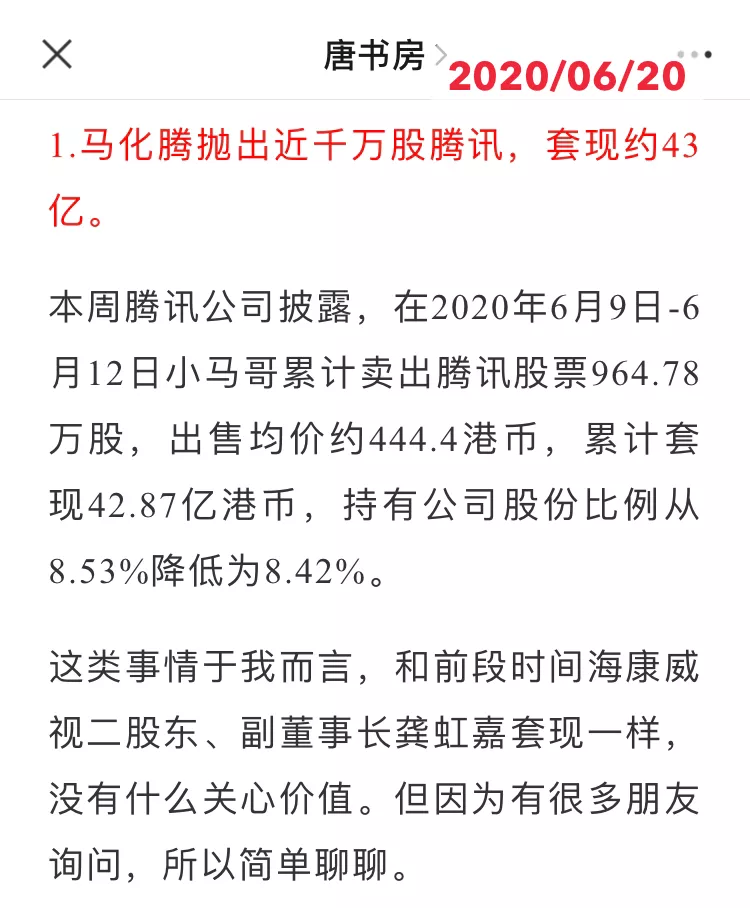 唐书房
2020/06/20
1.马化腾抛出近千万股腾讯，套现约43
亿。
本周腾讯公司披露，在2020年6月9日-6
月12日小马哥累计卖出腾讯股票964.78
万股，出售均价约444.4港币，累计套
现42.87亿港币，持有公司股份比例从
8.53%降低为8.42%。
这类事情于我而言，和前段时间海康威
视二股东、副董事长龚虹嘉套现一样，
没有什么关心价值。但因为有很多朋友
询问，所以简单聊聊。